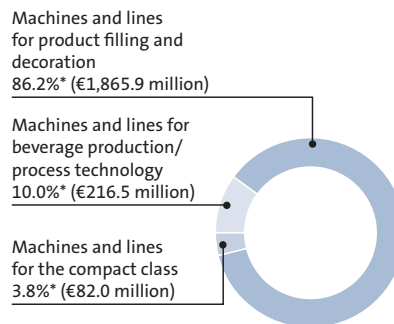 Machines and lines
for product filling and
decoration
86.2%* (€1,865.9 million)
Machines and lines for
beverage production/
process technology
10.0%* (€216.5 million)
Machines and lines
for the compact class
3.8%* (€82.0 million)